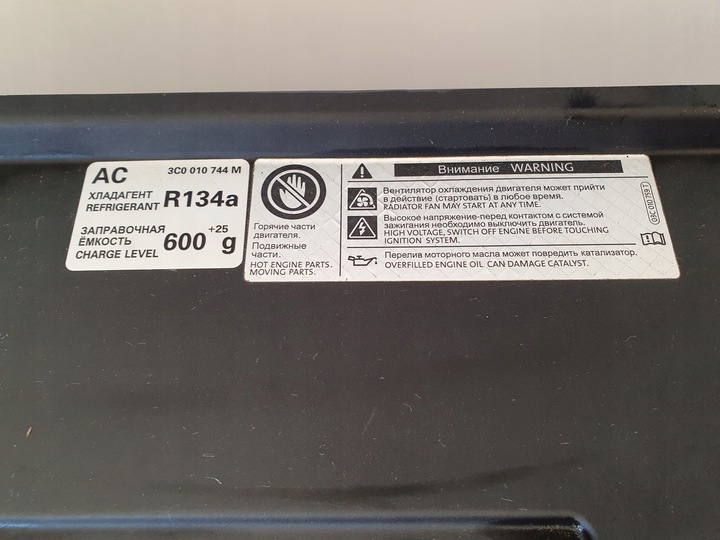 AC 3C0 010 744 M
ХЛАДАГЕНТ
REFRIGERANT R134a
ЗАПРАВОЧНАЯ
ЁМКОСТЬ
CHARGE LEVEL 600 +25 g
Горячие части
двигателя.
Подвижные
части.
HOT ENGINE PARTS.
MOVING PARTS.
Внимание WARNING
Вентилятор охлаждения двигателя может прийти
в действие (стартовать) в любое время.
RADIATOR FAN MAY START AT ANY TIME.
Высокое напряжение-перед контактом с системой
зажигания необходимо выключить двигатель.
HIGH VOLTAGE, SWITCH OFF ENGINE BEFORE TOUCHING
IGNITION SYSTEM.
Перелив моторного масла может повредить катализатор.
OVERFILLED ENGINE OIL CAN DAMAGE CATALYST.